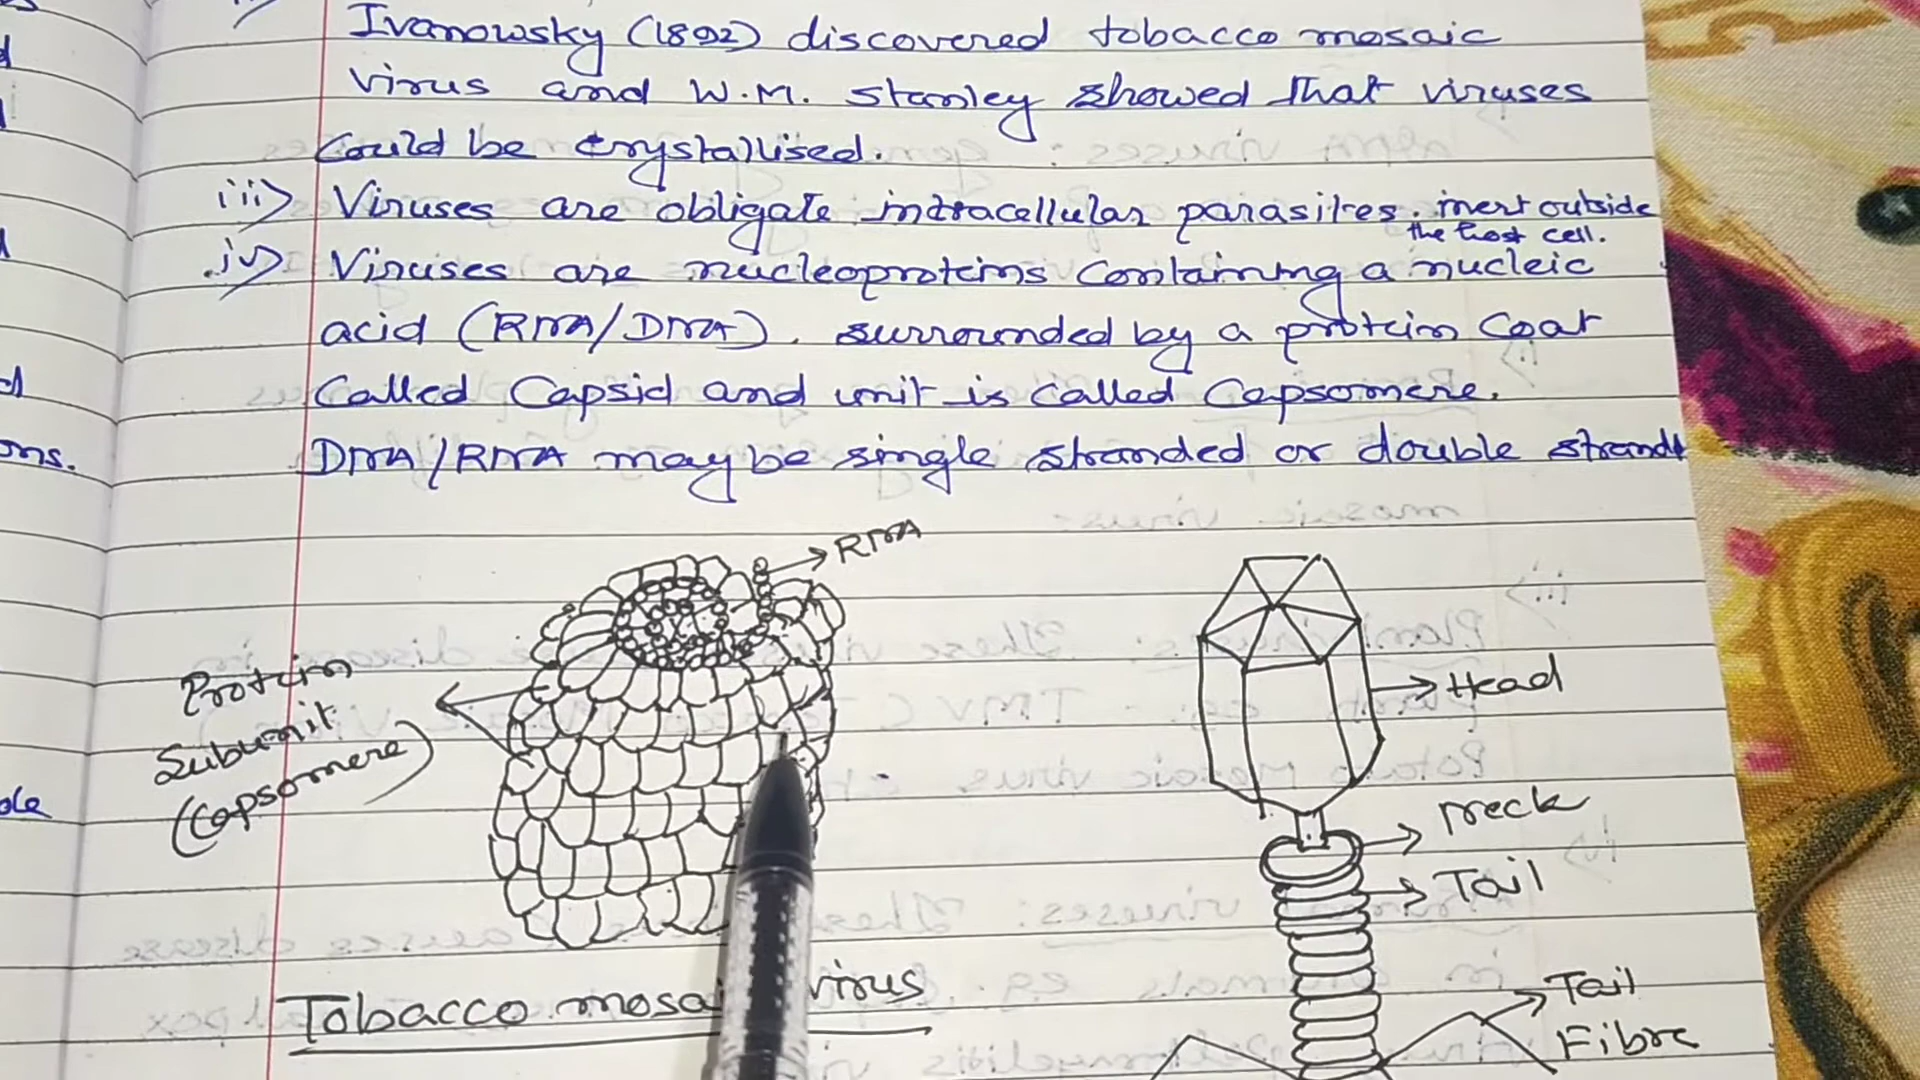 Ivanowsky (1892) discovered tobacco mosaic
virus and W.M. Stanley showed that viruses
could be crystallised.
iii) Viruses are obligate intracellular parasites. inert outside
the host cell.
iv) Viruses are nucleoproteins containing a nucleic
acid (RNA/DNA). surrounded by a protein coat
called Capsid and unit is called Capsomere.
DNA/RNA may be single stranded or double strand
RNA
Protein
Subunit
(Capsomere)
Head
Neck
Tail
Tail
Fibre
Tobacco virus
ons.